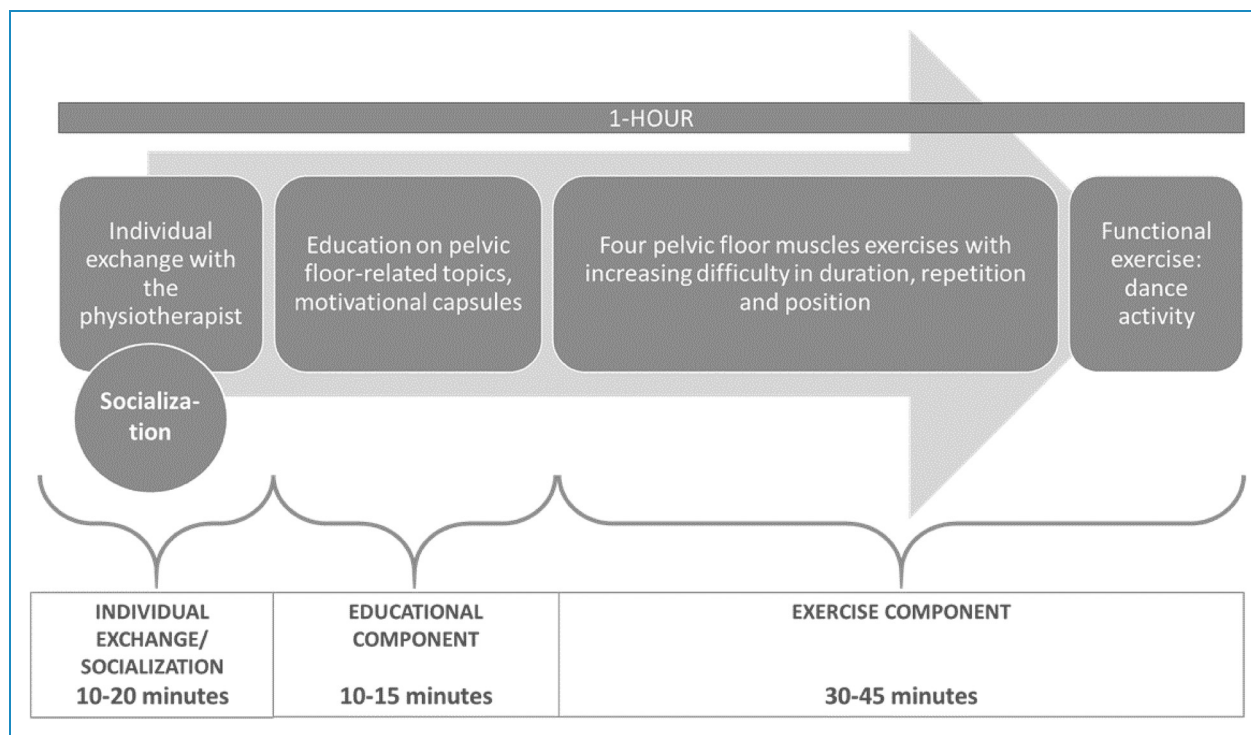 1-HOUR
Individual
exchange with
the
physiotherapist
Socializa-
tion
Education on pelvic
floor-related topics,
motivational capsules
Four pelvic floor muscles exercises with
increasing difficulty in duration, repetition
and position
Functional
exercise:
dance
activity
INDIVIDUAL
EXCHANGE/
SOCIALIZATION
10-20 minutes
EDUCATIONAL
COMPONENT
10-15 minutes
EXERCISE COMPONENT
30-45 minutes